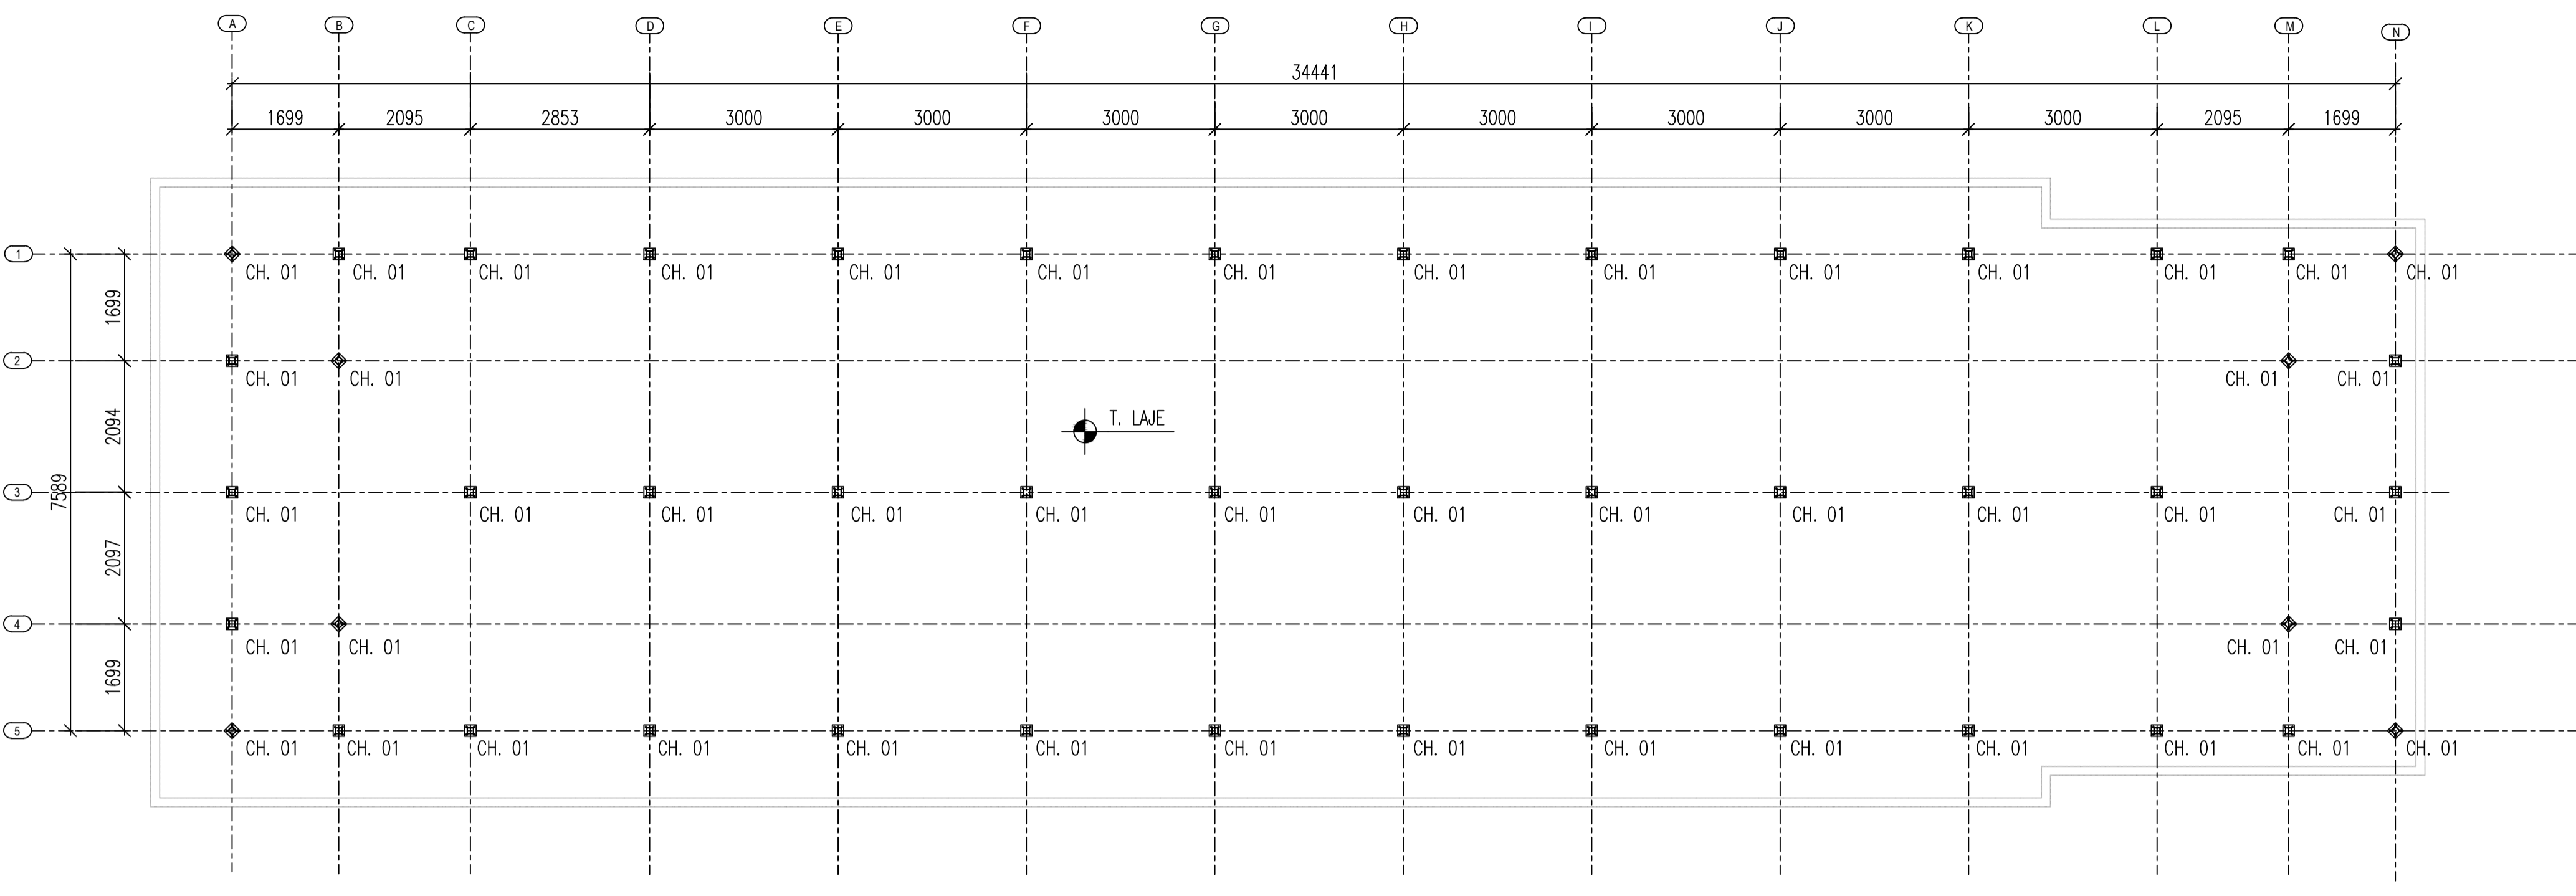 A B C D E F G H I J K L M N
34441
1699 2095 2853 3000 3000 3000 3000 3000 3000 3000 3000 2095 1699
1
CH. 01 CH. 01 CH. 01 CH. 01 CH. 01 CH. 01 CH. 01 CH. 01 CH. 01 CH. 01 CH. 01 CH. 01 CH. 01 CH. 01
1699
2
CH. 01 CH. 01 CH. 01 CH. 01
2094
T. LAJE
7589
3
CH. 01 CH. 01 CH. 01 CH. 01 CH. 01 CH. 01 CH. 01 CH. 01 CH. 01 CH. 01 CH. 01 CH. 01
2097
4
CH. 01 CH. 01 CH. 01 CH. 01
1699
5
CH. 01 CH. 01 CH. 01 CH. 01 CH. 01 CH. 01 CH. 01 CH. 01 CH. 01 CH. 01 CH. 01 CH. 01 CH. 01 CH. 01